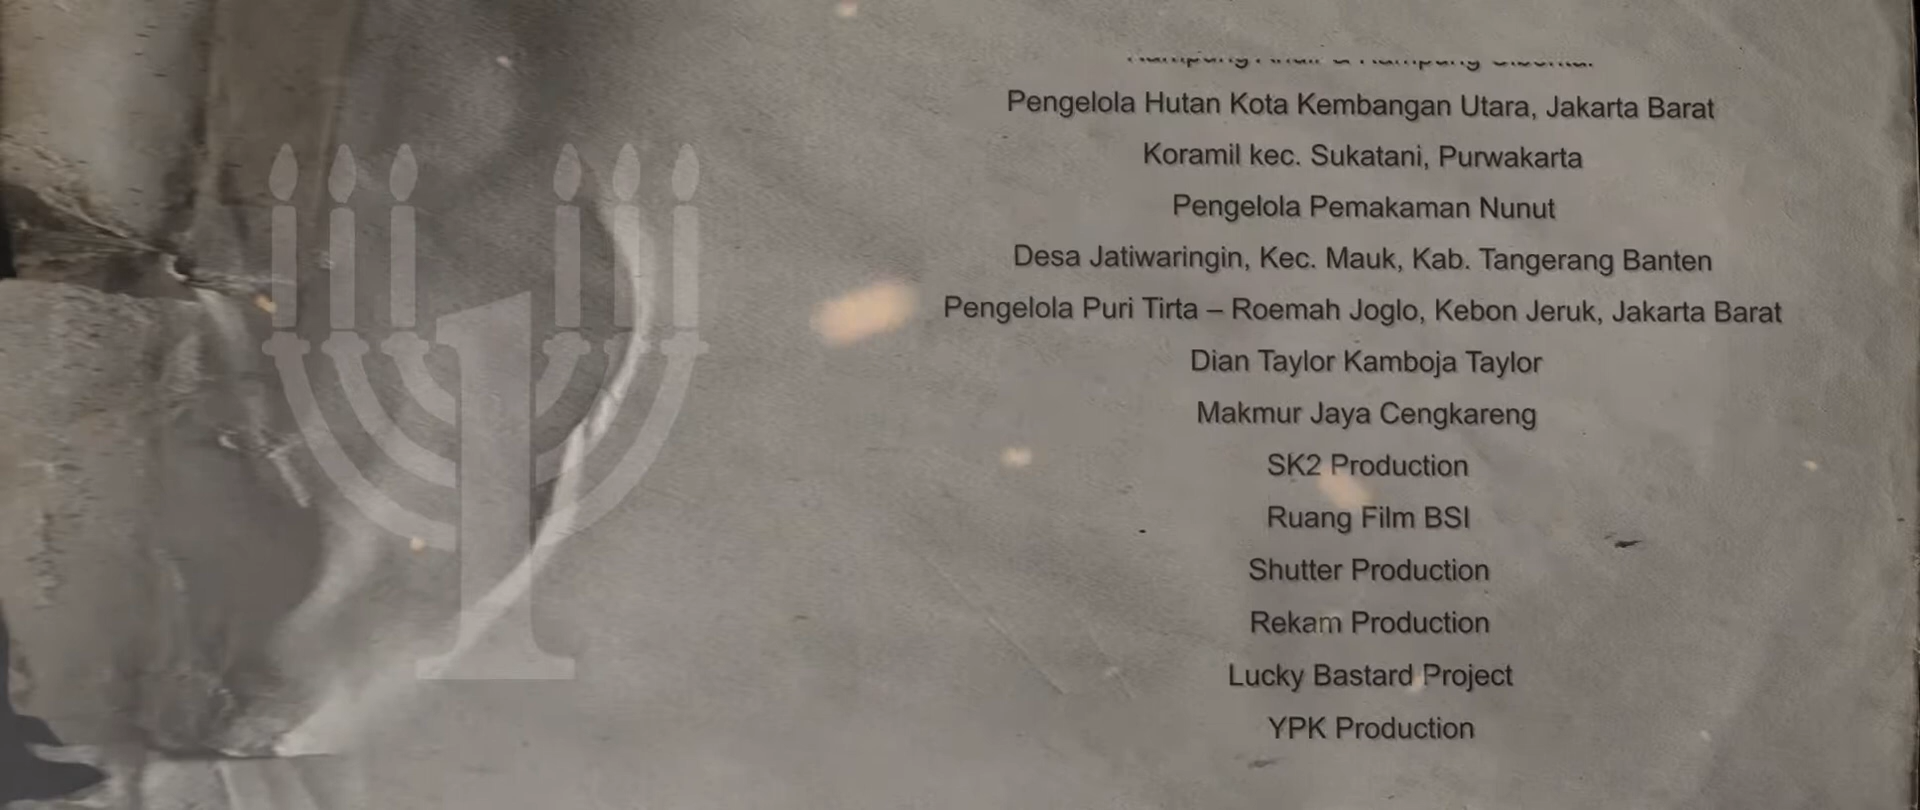 Pengelola Hutan Kota Kembangan Utara, Jakarta Barat
Koramil kec. Sukatani, Purwakarta
Pengelola Pemakaman Nunut
Desa Jatiwaringin, Kec. Mauk, Kab. Tangerang Banten
Pengelola Puri Tirta – Roemah Joglo, Kebon Jeruk, Jakarta Barat
Dian Taylor Kamboja Taylor
Makmur Jaya Cengkareng
SK2 Production
Ruang Film BSI
Shutter Production
Rekam Production
Lucky Bastard Project
YPK Production